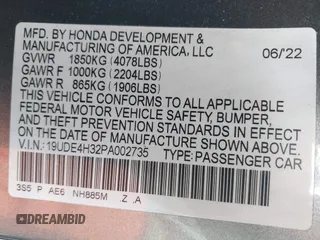 MFD. BY HONDA DEVELOPMENT &
MANUFACTURING OF AMERICA, LLC 06/22
GVWR 1850KG (4078LBS)
GAWR F 1000KG (2204LBS)
GAWR R 865KG (1906LBS)
THIS VEHICLE CONFORMS TO ALL APPLICABLE
FEDERAL MOTOR VEHICLE SAFETY, BUMPER,
AND THEFT PREVENTION STANDARDS IN EFFECT
ON THE DATE OF MANUFACTURE SHOWN ABOVE.
V.I.N.: 19UDE4H32PA002735 TYPE: PASSENGER CAR
3S5 P AE6 NH885M .Z .A
DREAMBID